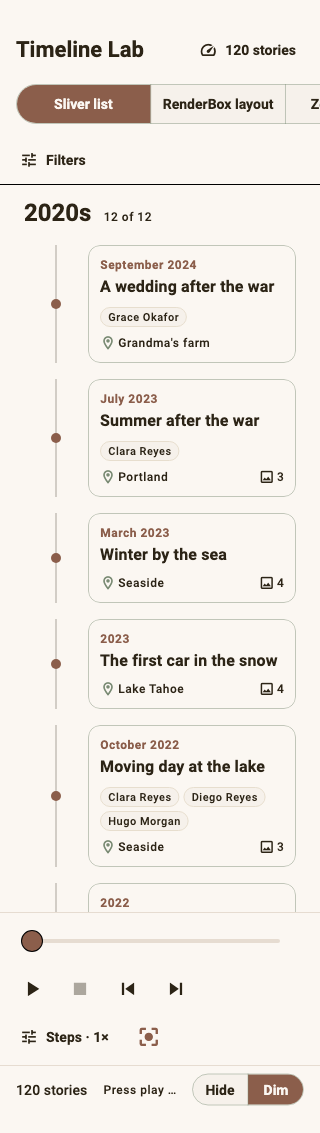 Timeline Lab
120 stories
Sliver list
RenderBox layout
Filters
2020s 12 of 12
September 2024
A wedding after the war
Grace Okafor
Grandma's farm
July 2023
Summer after the war
Clara Reyes
Portland 3
March 2023
Winter by the sea
Seaside 4
2023
The first car in the snow
Lake Tahoe 4
October 2022
Moving day at the lake
Clara Reyes Diego Reyes
Hugo Morgan
Seaside 3
2022
Steps · 1×
120 stories Press play ... Hide Dim